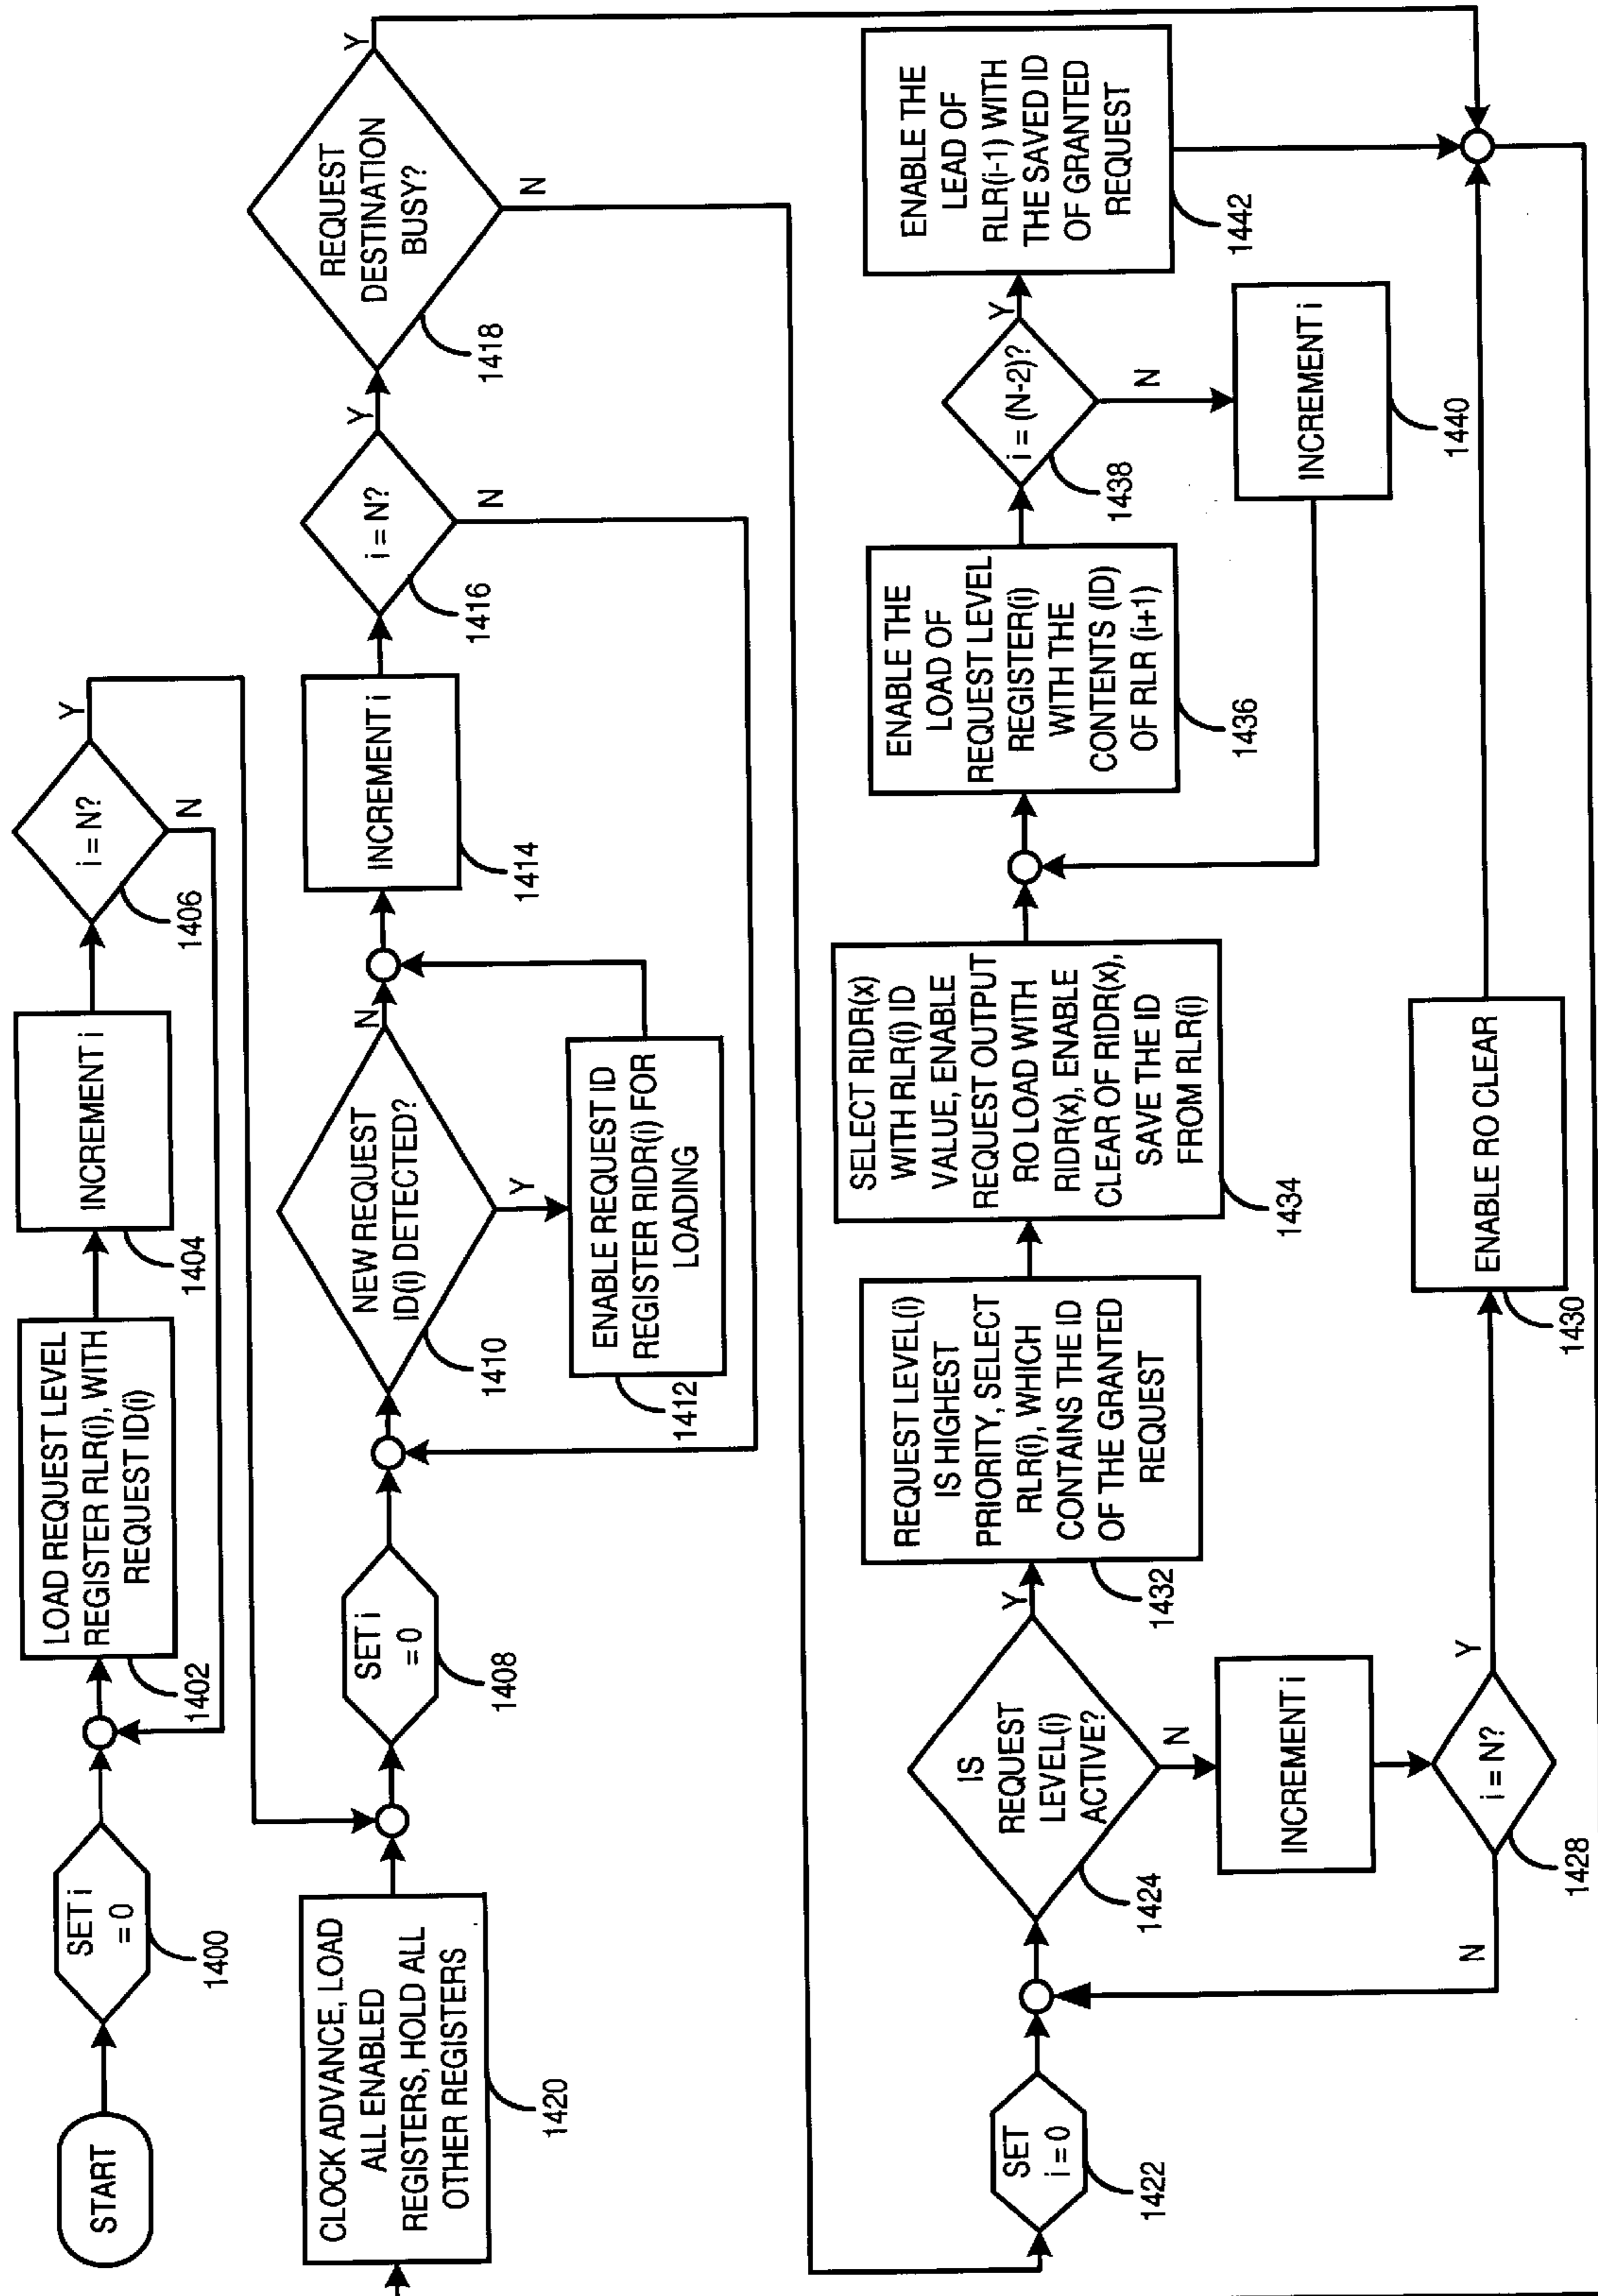 START
SET i
= 0
1400
LOAD REQUEST LEVEL
REGISTER RLR(i), WITH
REQUEST ID(i)
1402
INCREMENT i
1404
i = N?
Y
N
1406
CLOCK ADVANCE, LOAD
ALL ENABLED
REGISTERS, HOLD ALL
OTHER REGISTERS
1420
SET i
= 0
1408
NEW REQUEST
ID(i) DETECTED?
N
Y
1410
ENABLE REQUEST ID
REGISTER RIDR(i) FOR
LOADING
1412
INCREMENT i
1414
i = N?
Y
N
1416
REQUEST
DESTINATION
BUSY?
Y
N
1418
SET
i = 0
1422
IS
REQUEST
LEVEL(i)
ACTIVE?
Y
N
1424
INCREMENT i
i = N?
N
Y
1428
ENABLE RO CLEAR
1430
REQUEST LEVEL(i)
IS HIGHEST
PRIORITY, SELECT
RLR(i), WHICH
CONTAINS THE ID
OF THE GRANTED
REQUEST
1432
SELECT RIDR(x)
WITH RLR(i) ID
VALUE, ENABLE
REQUEST OUTPUT
RO LOAD WITH
RIDR(x), ENABLE
CLEAR OF RIDR(x),
SAVE THE ID
FROM RLR(i)
1434
ENABLE THE
LOAD OF
REQUEST LEVEL
REGISTER(i)
WITH THE
CONTENTS (ID)
OF RLR (i+1)
1436
i = (N-2)?
Y
N
1438
INCREMENT i
1440
ENABLE THE
LEAD OF
RLR(i-1) WITH
THE SAVED ID
OF GRANTED
REQUEST
1442